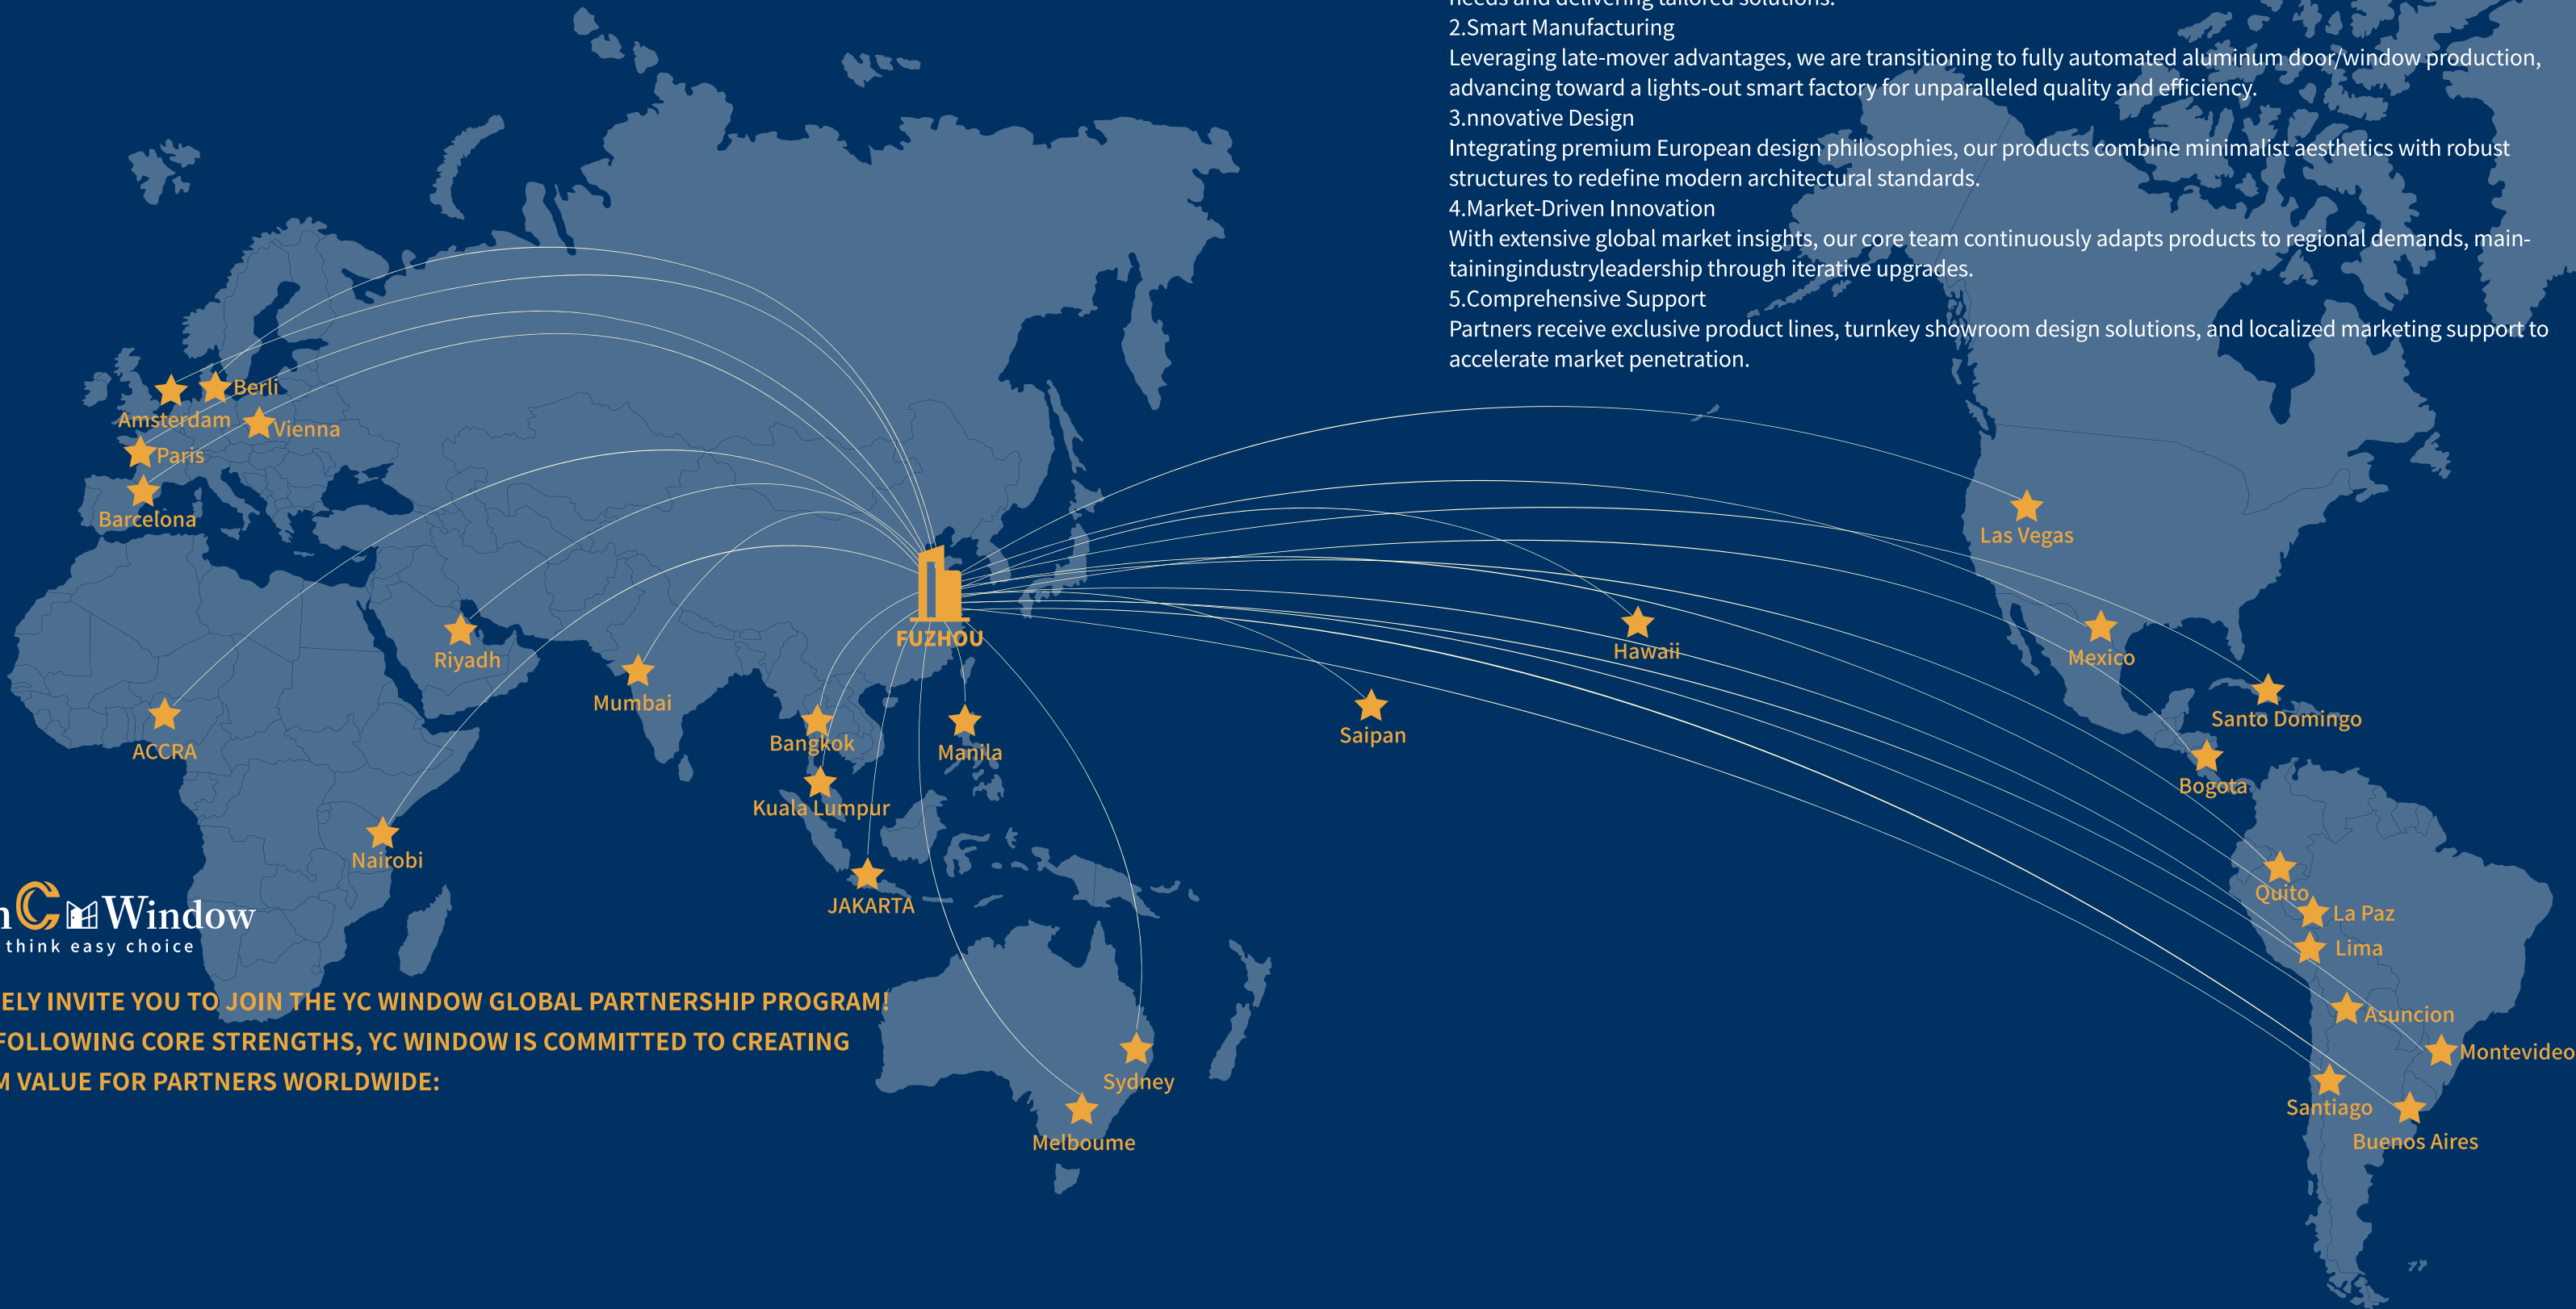 needs and delivering tailored solutions.
2.Smart Manufacturing
Leveraging late-mover advantages, we are transitioning to fully automated aluminum door/window production,
advancing toward a lights-out smart factory for unparalleled quality and efficiency.
3.nnovative Design
Integrating premium European design philosophies, our products combine minimalist aesthetics with robust
structures to redefine modern architectural standards.
4.Market-Driven Innovation
With extensive global market insights, our core team continuously adapts products to regional demands, main-
tainingindustryleadership through iterative upgrades.
5.Comprehensive Support
Partners receive exclusive product lines, turnkey showroom design solutions, and localized marketing support to
accelerate market penetration.
Berli
Amsterdam
Vienna
Paris
Barcelona
Las Vegas
FUZHOU
Hawaii
Mexico
Riyadh
Mumbai
Santo Domingo
Saipan
Bangkok
Manila
ACCRA
Bogota
Kuala Lumpur
Nairobi
Quito
JAKARTA
La Paz
Lima
n C Window
think easy choice
ELY INVITE YOU TO JOIN THE YC WINDOW GLOBAL PARTNERSHIP PROGRAM!
FOLLOWING CORE STRENGTHS, YC WINDOW IS COMMITTED TO CREATING
M VALUE FOR PARTNERS WORLDWIDE:
Asuncion
Montevideo
Sydney
Santiago
Melboume
Buenos Aires